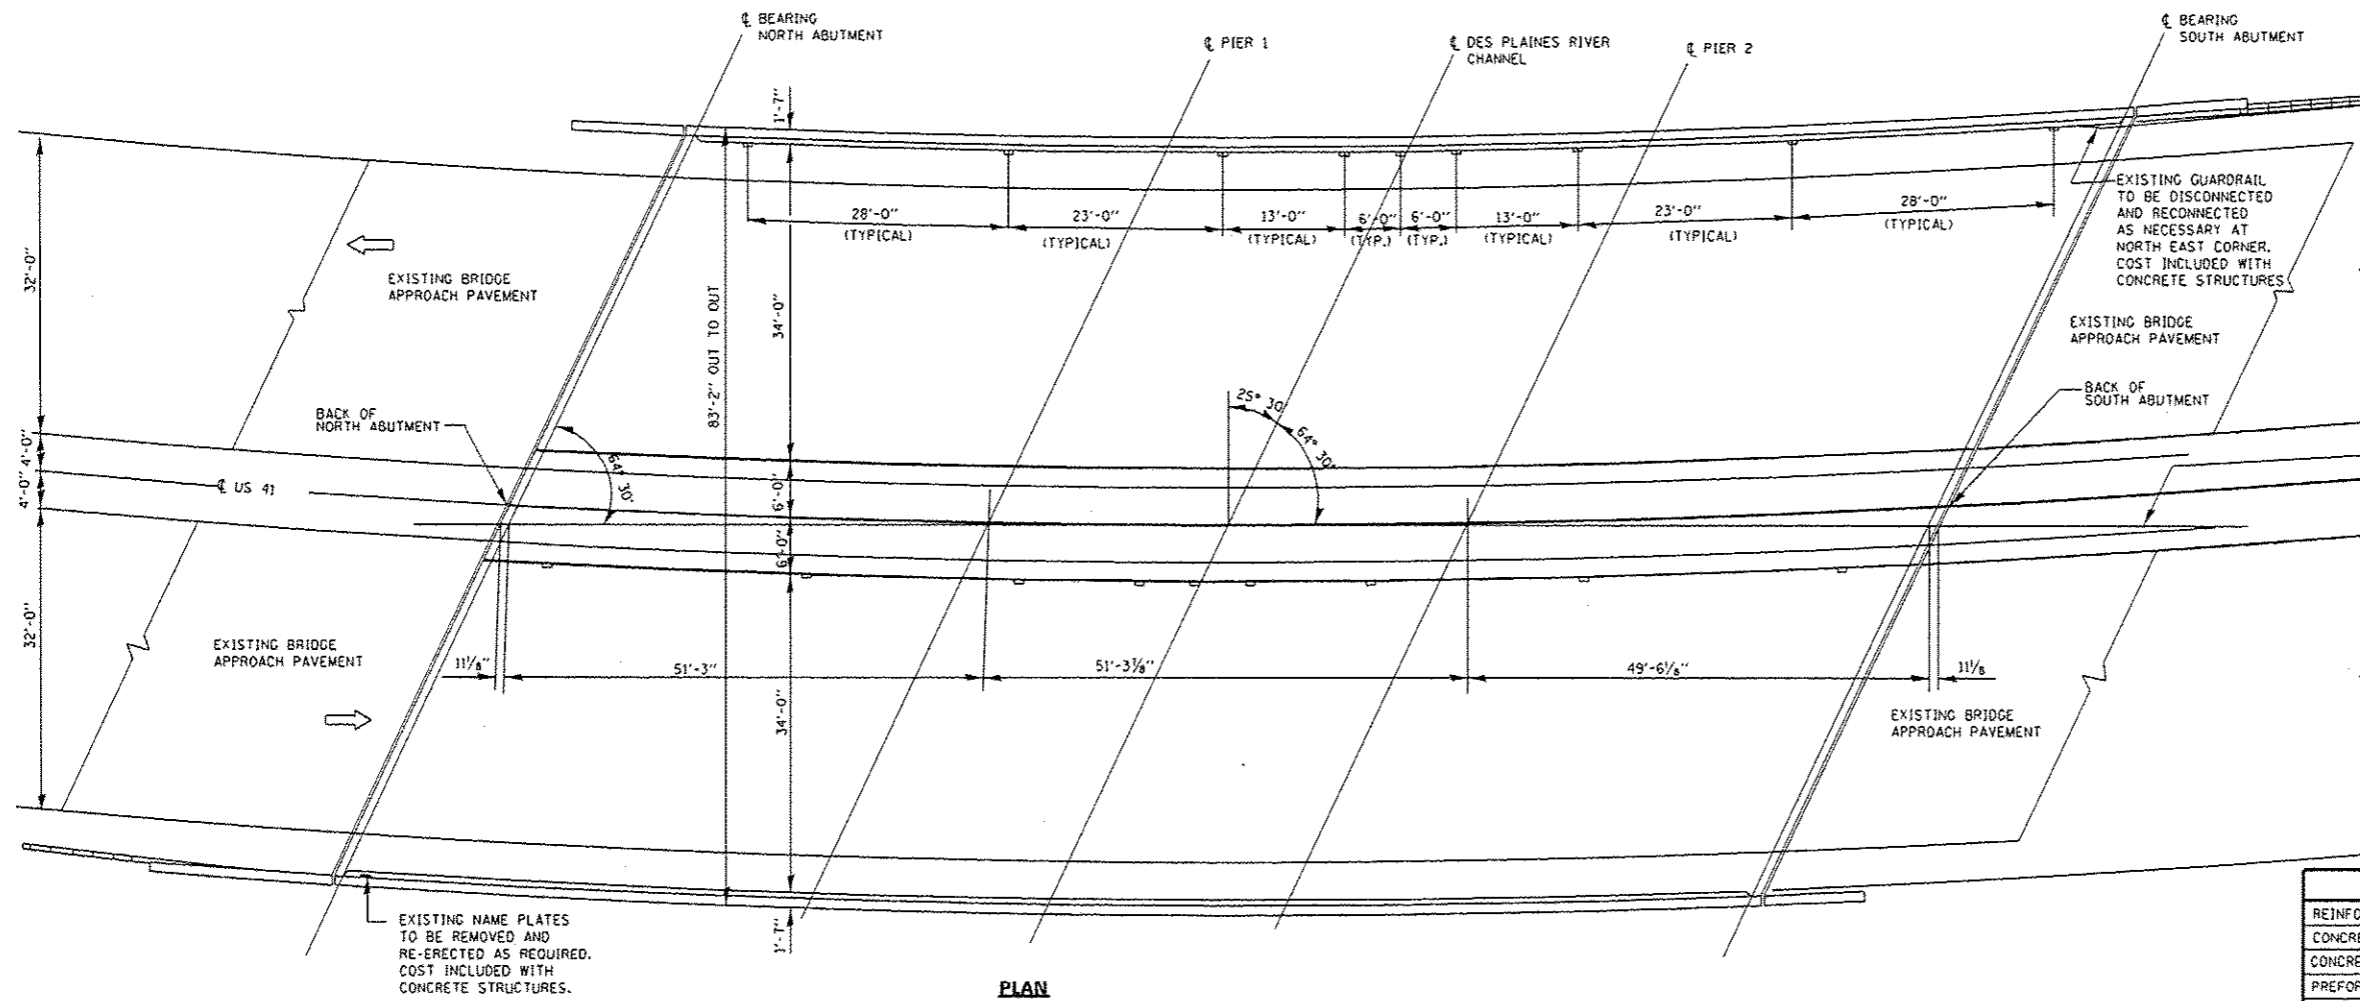 ℄ BEARING
NORTH ABUTMENT
℄ PIER 1
℄ DES PLAINES RIVER
CHANNEL
℄ PIER 2
℄ BEARING
SOUTH ABUTMENT
1'-7"
28'-0"
(TYPICAL)
23'-0"
(TYPICAL)
13'-0"
(TYPICAL)
6'-0"
(TYP.)
6'-0"
(TYP.)
13'-0"
(TYPICAL)
23'-0"
(TYPICAL)
28'-0"
(TYPICAL)
EXISTING GUARDRAIL
TO BE DISCONNECTED
AND RECONNECTED
AS NECESSARY AT
NORTH EAST CORNER.
COST INCLUDED WITH
CONCRETE STRUCTURES
32'-0"
EXISTING BRIDGE
APPROACH PAVEMENT
83'-2" OUT TO OUT
34'-0"
EXISTING BRIDGE
APPROACH PAVEMENT
BACK OF
NORTH ABUTMENT
64° 30'
25° 30'
64° 30'
BACK OF
SOUTH ABUTMENT
4'-0"
4'-0"
℄ US 41
6'-0"
6'-0"
32'-0"
EXISTING BRIDGE
APPROACH PAVEMENT
11⅛"
51'-3"
51'-3⅞"
49'-6⅛"
11⅛
34'-0"
EXISTING BRIDGE
APPROACH PAVEMENT
EXISTING NAME PLATES
TO BE REMOVED AND
RE-ERECTED AS REQUIRED.
COST INCLUDED WITH
CONCRETE STRUCTURES.
1'-7"
PLAN
REINFO
CONCRE
CONCRE
PREFOR